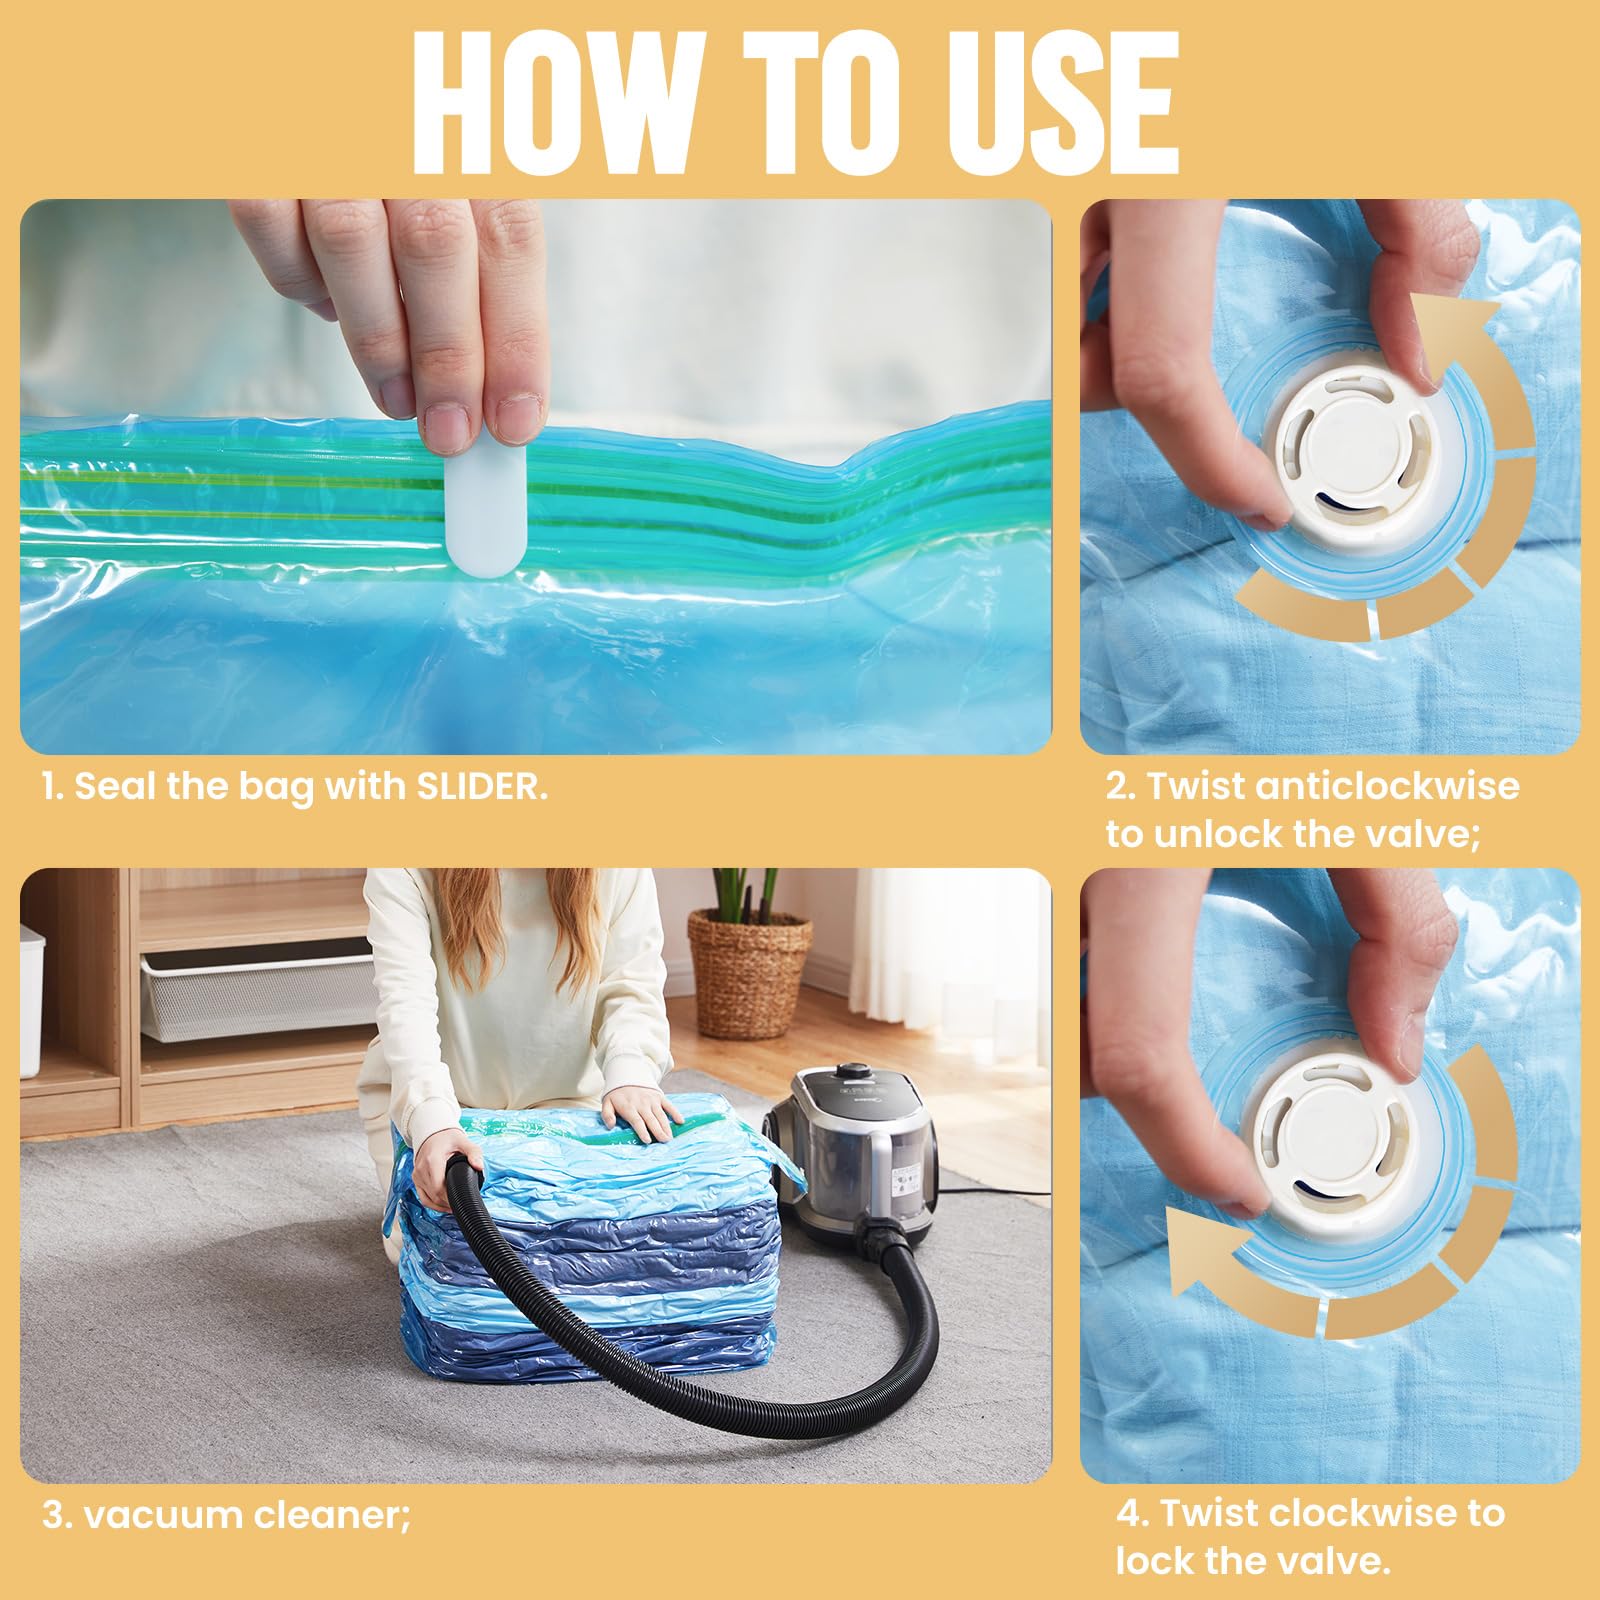 HOW TO USE
1. Seal the bag with SLIDER.
2. Twist anticlockwise
to unlock the valve;
3. vacuum cleaner;
4. Twist clockwise to
lock the valve.